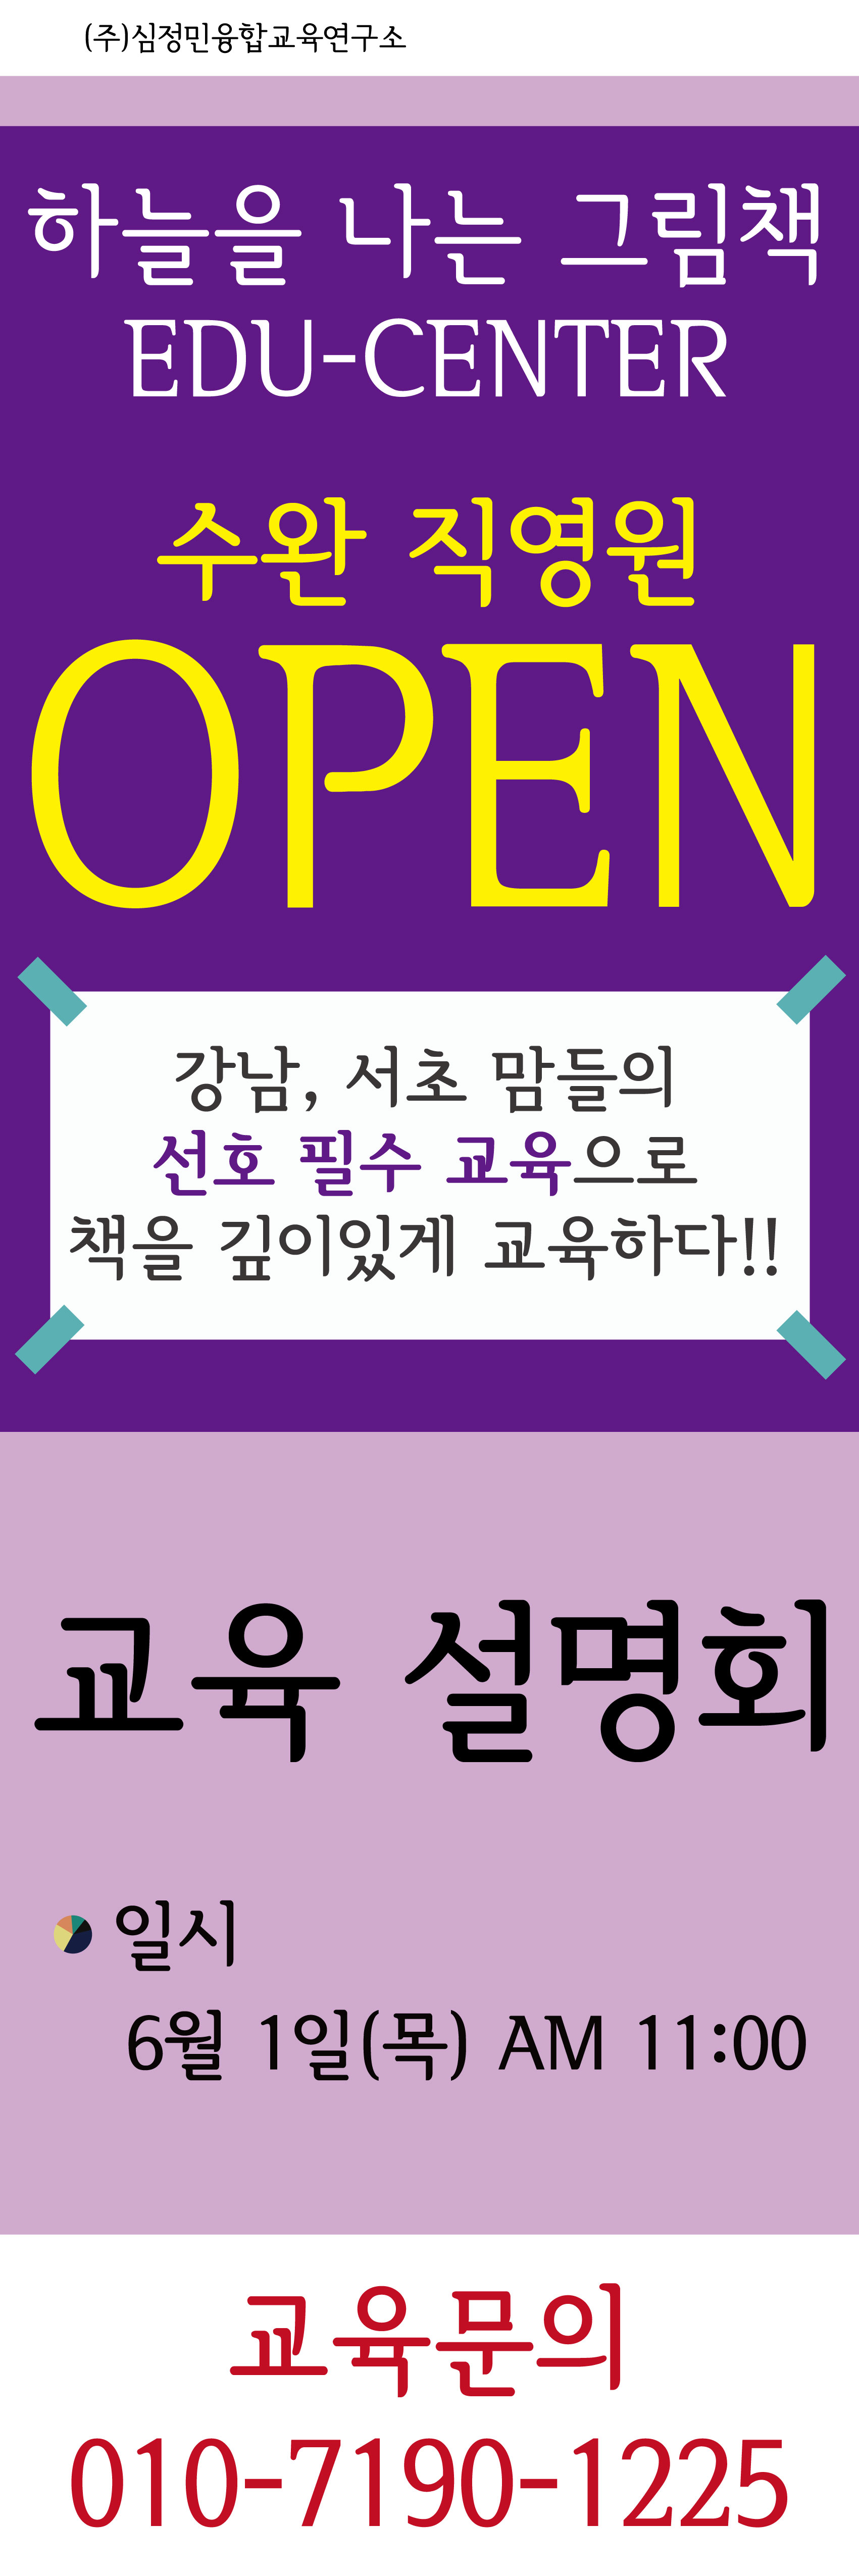 (주)심정민융합교육연구소
하늘을 나는 그림책
EDU-CENTER
수완 직영원
OPEN
강남, 서초 맘들의
선호 필수 교육으로
책을 깊이있게 교육하다!!
교육 설명회
일시
6월 1일(목) AM 11:00
교육문의
010-7190-1225